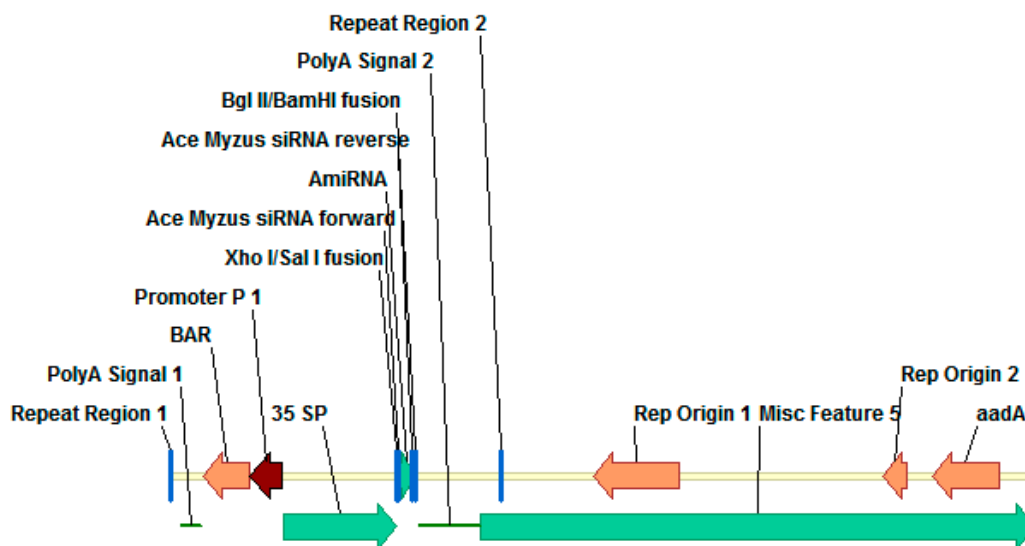 Repeat Region 2
PolyA Signal 2
Bgl II/BamHI fusion
Ace Myzus siRNA reverse
AmiRNA
Ace Myzus siRNA forward
Xho I/Sal I fusion
Promoter P 1
BAR
PolyA Signal 1
Rep Origin 2
Repeat Region 1
35 SP
Rep Origin 1
Misc Feature 5
aadA